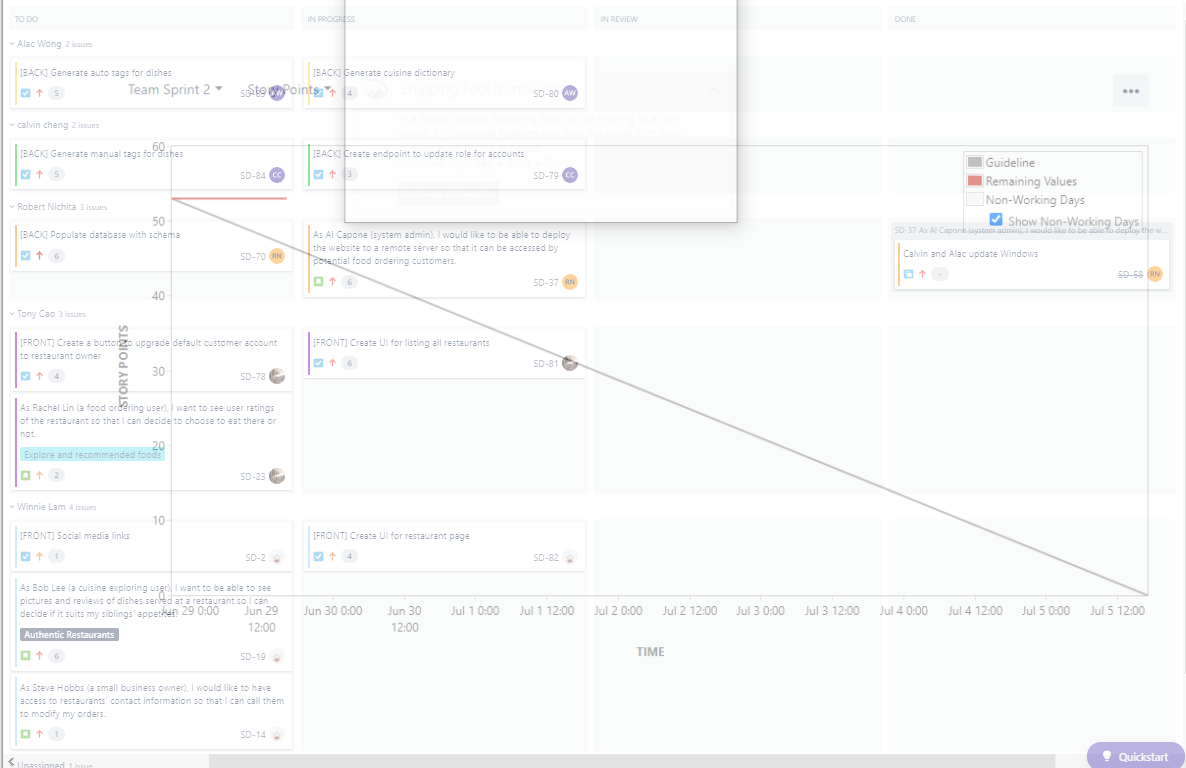 TO DO
IN PROGRESS
IN REVIEW
DONE
Alac Wong 2 issues
[BACK] Generate auto tags for dishes
5
AW
[BACK] Generate cuisine dictionary
4
SD-80 AW
Team Sprint 2
Story Points
Snipping Tool is
calvin cheng 2 issues
[BACK] Generate manual tags for dishes
5
SD-84 CC
[BACK] Create endpoint to update role for accounts
3
SD-79 CC
Guideline
Remaining Values
Non-Working Days
Show Non-Working Days
Robert Nichita 3 issues
[BACK] Populate database with schema
6
SD-70 RN
As Al Capone (system admin), I would like to be able to deploy
the website to a remote server so that it can be accessed by
potential food ordering customers.
6
SD-37 RN
SD-37 As Al Capone (system admin), I would like to be able to deploy the w...
Calvin and Alac update Windows
-
SD-58 RN
Tony Cao 3 issues
[FRONT] Create a button to upgrade default customer account
to restaurant owner
4
SD-78
[FRONT] Create UI for listing all restaurants
6
SD-81
As Rachel Lin (a food ordering user), I want to see user ratings
of the restaurant so that I can decide to choose to eat there or
not.
Explore and recommended foods
2
SD-23
Winnie Lam 4 issues
[FRONT] Social media links
1
SD-2
[FRONT] Create UI for restaurant page
4
SD-82
As Bob Lee (a cuisine exploring user), I want to be able to see
pictures and reviews of dishes served at a restaurant so I can
decide if it suits my siblings' appetites!
Authentic Restaurants
6
SD-19
As Steve Hobbs (a small business owner), I would like to have
access to restaurants' contact information so that I can call them
to modify my orders.
1
SD-14
Unassigned 1 issue
STORY POINTS
60
50
40
30
20
10
0
Jun 29 0:00
Jun 29
12:00
Jun 30 0:00
Jun 30
12:00
Jul 1 0:00
Jul 1 12:00
Jul 2 0:00
Jul 2 12:00
Jul 3 0:00
Jul 3 12:00
Jul 4 0:00
Jul 4 12:00
Jul 5 0:00
Jul 5 12:00
TIME
Quickstart